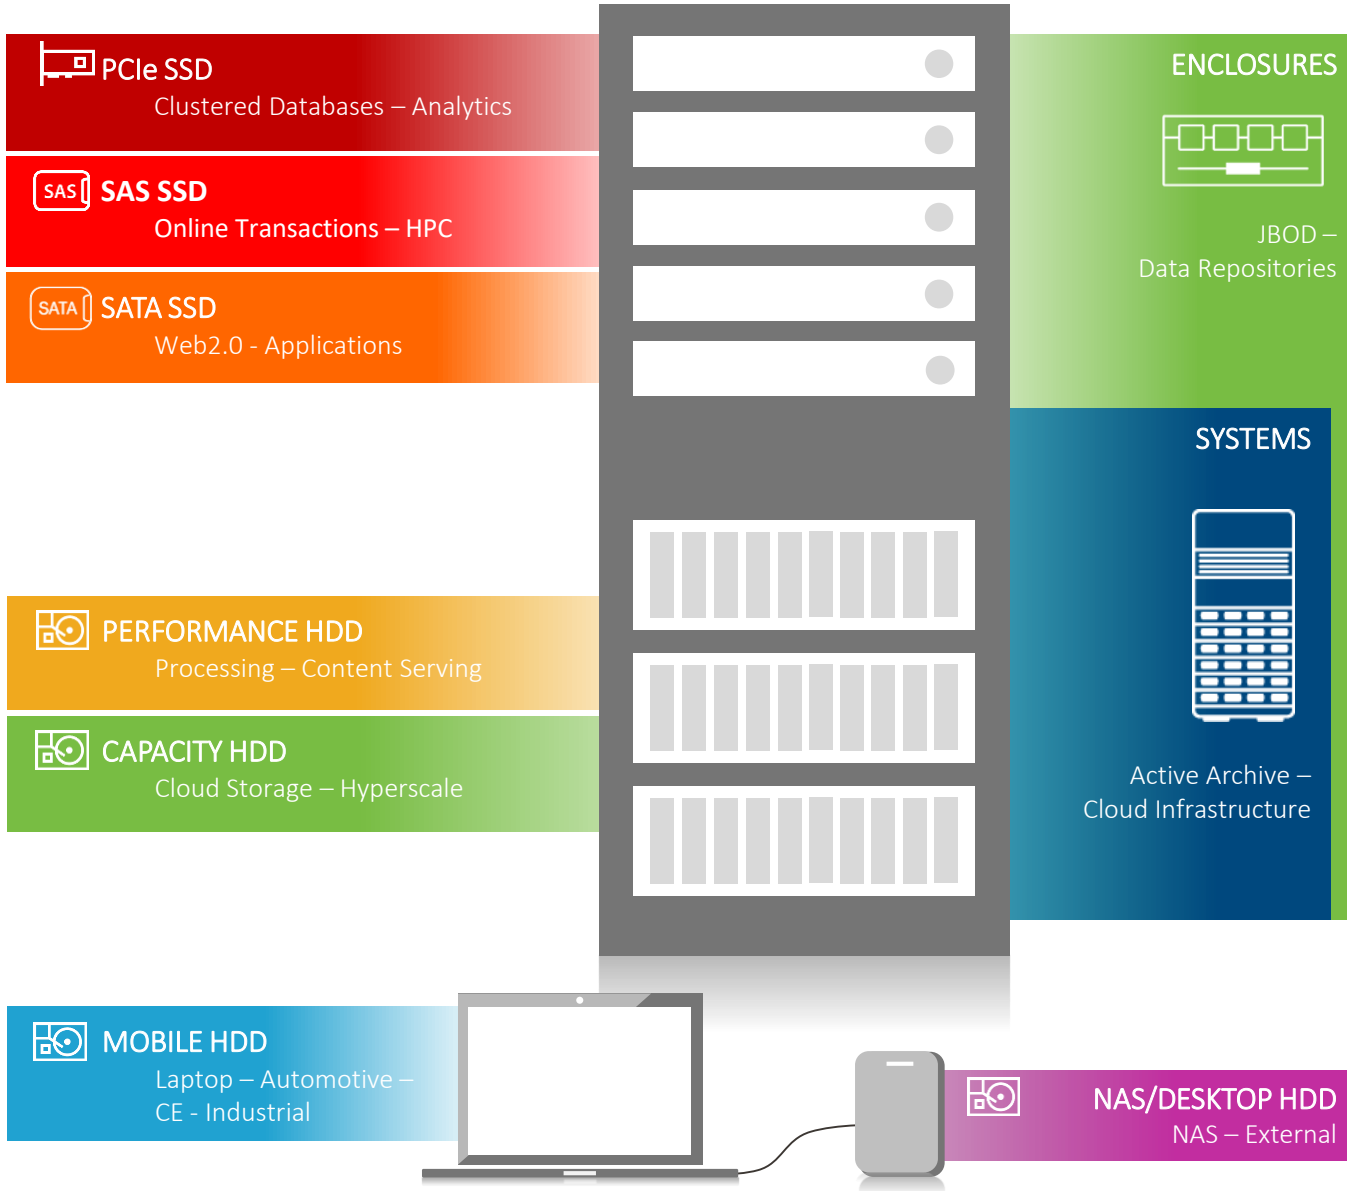 PCIe SSD
Clustered Databases – Analytics
SAS
SAS SSD
Online Transactions – HPC
SATA
SATA SSD
Web2.0 - Applications
PERFORMANCE HDD
Processing – Content Serving
CAPACITY HDD
Cloud Storage – Hyperscale
MOBILE HDD
Laptop – Automotive –
CE - Industrial
ENCLOSURES
JBOD –
Data Repositories
SYSTEMS
Active Archive –
Cloud Infrastructure
NAS/DESKTOP HDD
NAS – External